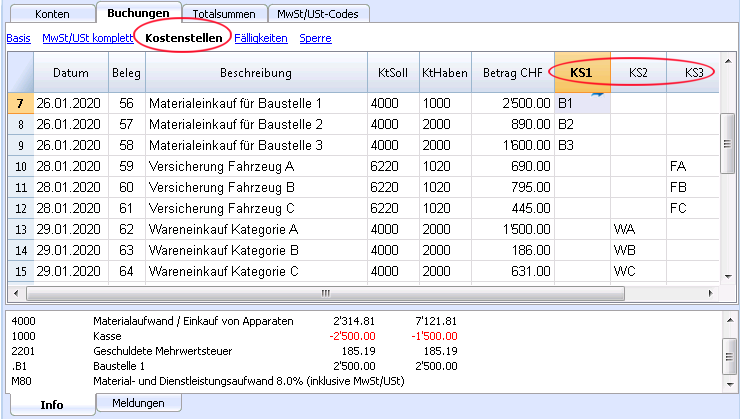 Konten Buchungen Totalsummen MwSt/USt-Codes
Basis MwSt/USt komplett Kostenstellen Fälligkeiten Sperre
Datum Beleg Beschreibung KtSoll KtHaben Betrag CHF KS1 KS2 KS3
7 26.01.2020 56 Materialeinkauf für Baustelle 1 4000 1000 2'500.00 B1
8 26.01.2020 57 Materialeinkauf für Baustelle 2 4000 2000 890.00 B2
9 26.01.2020 58 Materialeinkauf für Baustelle 3 4000 2000 1'600.00 B3
10 28.01.2020 59 Versicherung Fahrzeug A 6220 1020 690.00 FA
11 28.01.2020 60 Versicherung Fahrzeug B 6220 1020 795.00 FB
12 28.01.2020 61 Versicherung Fahrzeug C 6220 1020 445.00 FC
13 29.01.2020 62 Wareneinkauf Kategorie A 4000 2000 1'500.00 WA
14 29.01.2020 63 Wareneinkauf Kategorie B 4000 2000 186.00 WB
15 29.01.2020 64 Wareneinkauf Kategorie C 4000 2000 631.00 WC
4000 Materialaufwand / Einkauf von Apparaten 2'314.81 7'121.81
1000 Kasse -2'500.00 -1'500.00
2201 Geschuldete Mehrwertsteuer 185.19 185.19
.B1 Baustelle 1 2'500.00 2'500.00
M80 Material- und Dienstleistungsaufwand 8.0% (inklusive MwSt/USt)
Info Meldungen